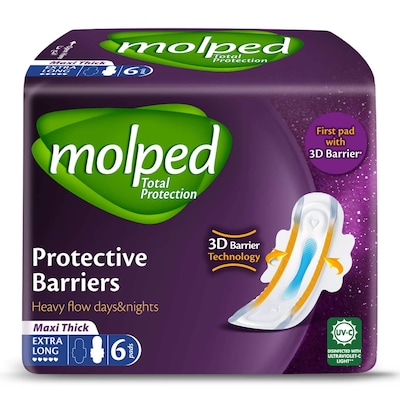 Maxi Thick
EXTRA
LONG
6
molped
Total
Protection
molped
Total
Protection
First pad
with
3D Barrier*
3D Barrier
Technology
Protective
Barriers
Heavy flow days&nights
Maxi Thick
EXTRA
LONG
6 pads
UV-C
DISINFECTED WITH
ULTRAVIOLET-C
LIGHT**